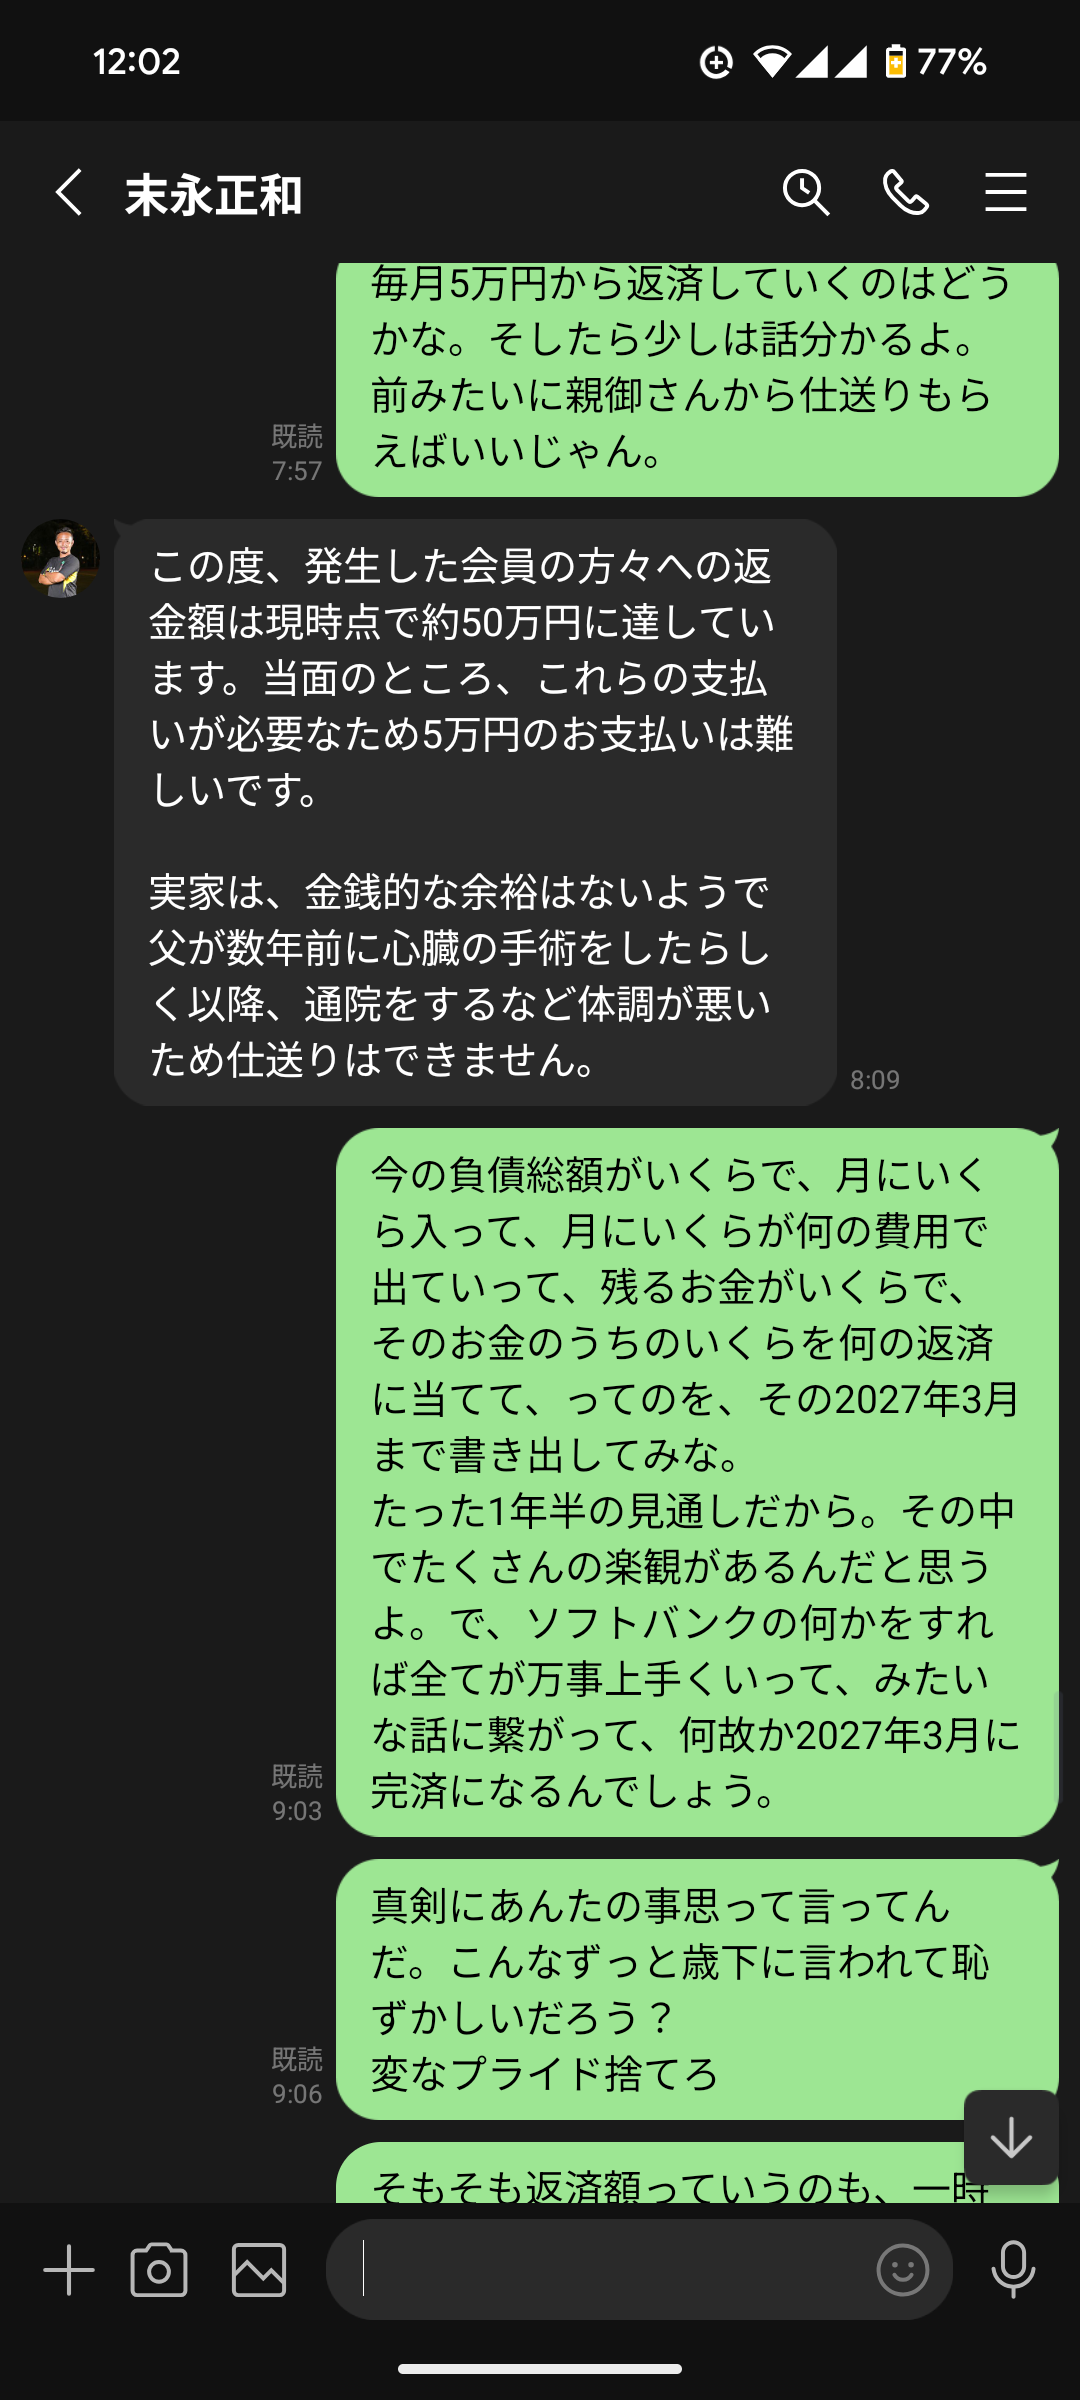 12:02
77%
末永正和
毎月5万円から返済していくのはどう
かな。そしたら少しは話分かるよ。
前みたいに親御さんから仕送りもら
えばいいじゃん。
既読
7:57
この度、発生した会員の方々への返
金額は現時点で約50万円に達してい
ます。当面のところ、これらの支払
いが必要なため5万円のお支払いは難
しいです。
実家は、金銭的な余裕はないようで
父が数年前に心臓の手術をしたらし
く以降、通院をするなど体調が悪い
ため仕送りはできません。
8:09
今の負債総額がいくらで、月にいく
ら入って、月にいくらが何の費用で
出ていって、残るお金がいくらで、
そのお金のうちのいくらを何の返済
に当てて、ってのを、その2027年3月
まで書き出してみな。
たった1年半の見通しだから。その中
でたくさんの楽観があるんだと思う
よ。で、ソフトバンクの何かをすれ
ば全てが万事上手くいって、みたい
な話に繋がって、何故か2027年3月に
完済になるんでしょう。
既読
9:03
真剣にあんたの事思って言ってん
だ。こんなずっと歳下に言われて恥
ずかしいだろう？
変なプライド捨てろ
既読
9:06
そもそも返済額っていうのも、一時